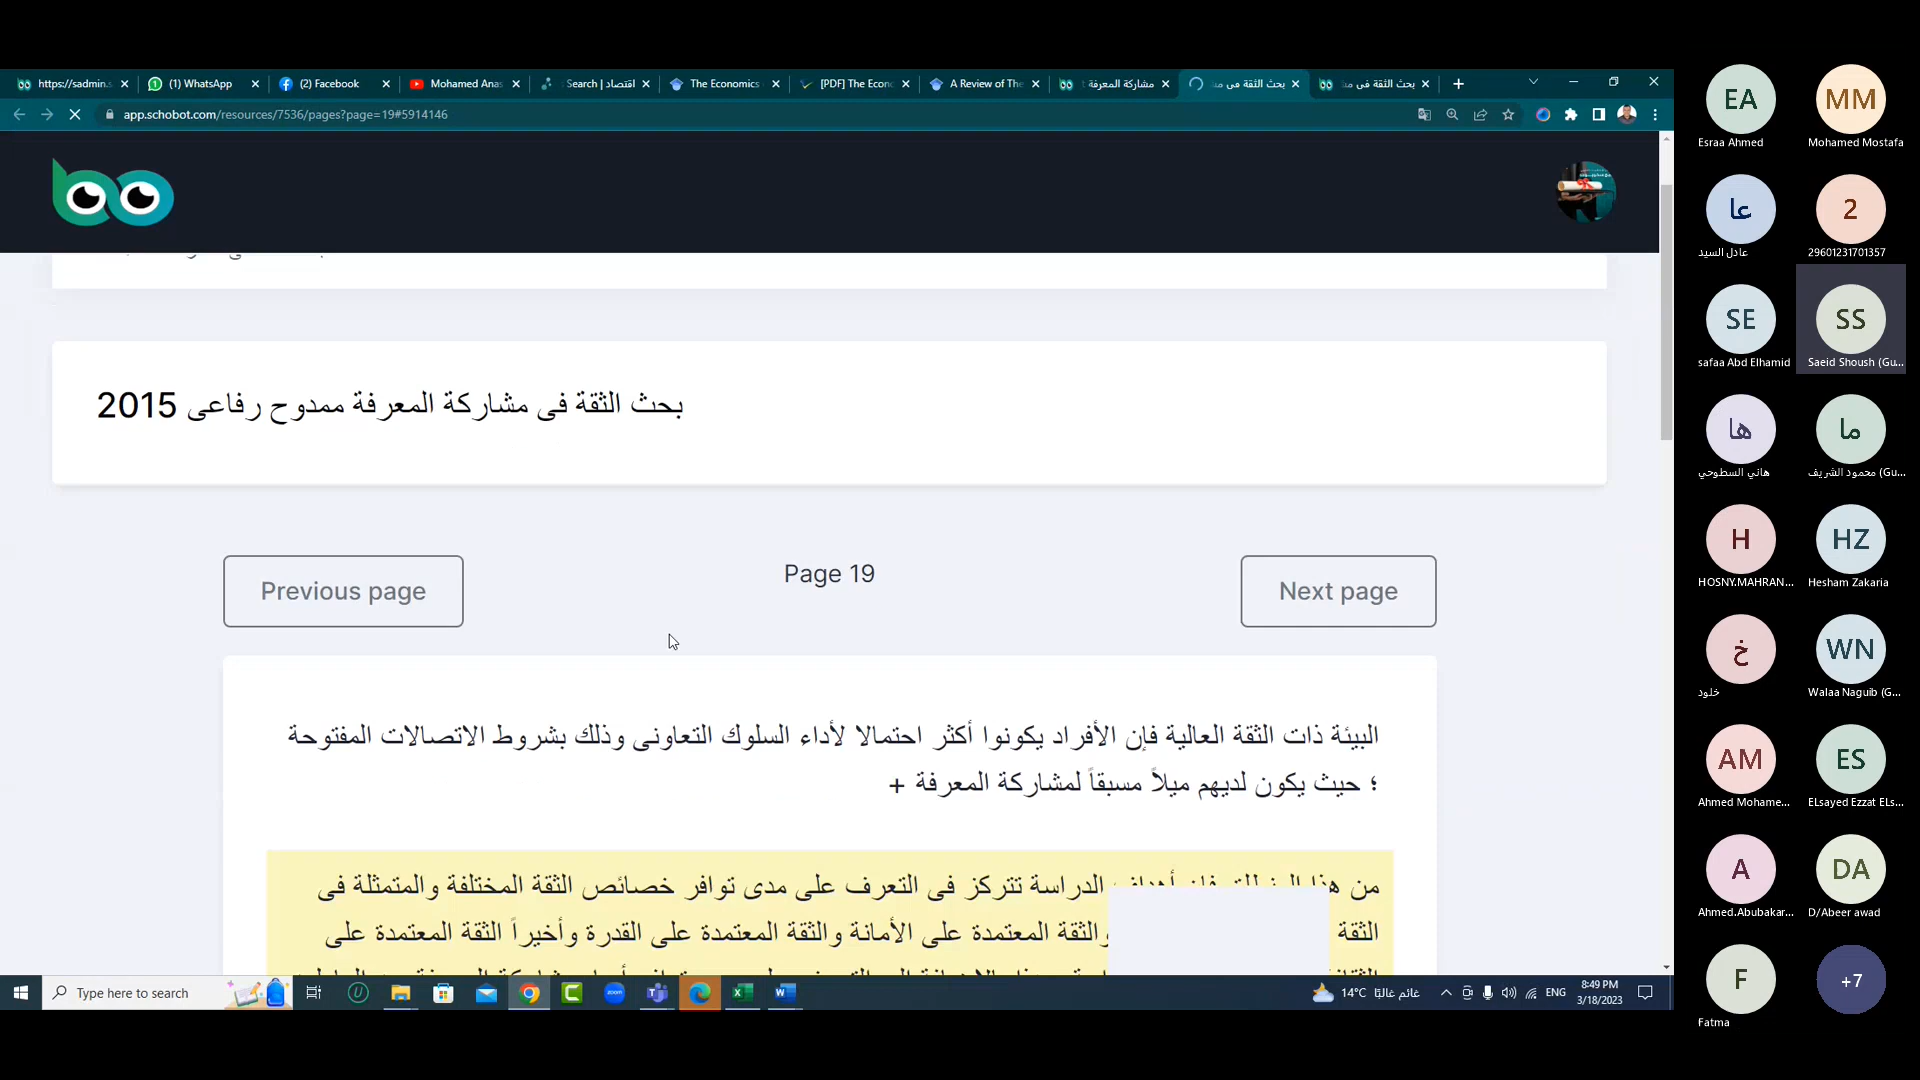 https://sadmin.s
(1) WhatsApp
(2) Facebook
Mohamed Anas
Search | اقتصاد
The Economics
[PDF] The Econ
A Review of The
مشاركة المعرفة
بحث الثقة في
بحث الثقة في
app.schobot.com/resources/7536/pages?page=19#5914146
بحث الثقة فى مشاركة المعرفة ممدوح رفاعى 2015
Previous page
Page 19
Next page
البيئة ذات الثقة العالية فإن الأفراد يكونوا أكثر احتمالا لأداء السلوك التعاونى وذلك بشروط الاتصالات المفتوحة
؛ حيث يكون لديهم ميلاً مسبقاً لمشاركة المعرفة +
من هذا فإن أهداف الدراسة تتركز فى التعرف على مدى توافر خصائص الثقة المختلفة والمتمثلة فى
الثقة والثقة المعتمدة على الأمانة والثقة المعتمدة على القدرة وأخيراً الثقة المعتمدة على
Type here to search
14°C غائم غالبًا
ENG
8:49 PM
3/18/2023
EA
Esraa Ahmed
MM
Mohamed Mostafa
عا
عادل السيد
2
29601231701357
SE
safaa Abd Elhamid
SS
Saeid Shoush (Gu...
ها
هاني السطوحي
ما
محمود الشريف (Gu...
H
HOSNY.MAHRAN...
HZ
Hesham Zakaria
خ
خلود
WN
Walaa Naguib (G...
AM
Ahmed Mohame...
ES
ELsayed Ezzat ELs...
A
Ahmed.Abubakar...
DA
D/Abeer awad
F
Fatma
+7